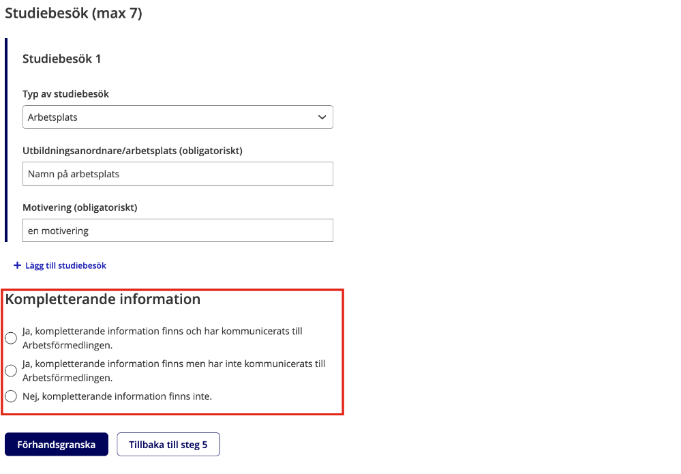 Studiebesök (max 7)
Studiebesök 1
Typ av studiebesök
Arbetsplats
Utbildningsanordnare/arbetsplats (obligatoriskt)
Namn på arbetsplats
Motivering (obligatoriskt)
en motivering
+ Lägg till studiebesök
Kompletterande information
Ja, kompletterande information finns och har kommunicerats till
Arbetsförmedlingen.
Ja, kompletterande information finns men har inte kommunicerats till
Arbetsförmedlingen.
Nej, kompletterande information finns inte.
Förhandsgranska
Tillbaka till steg 5